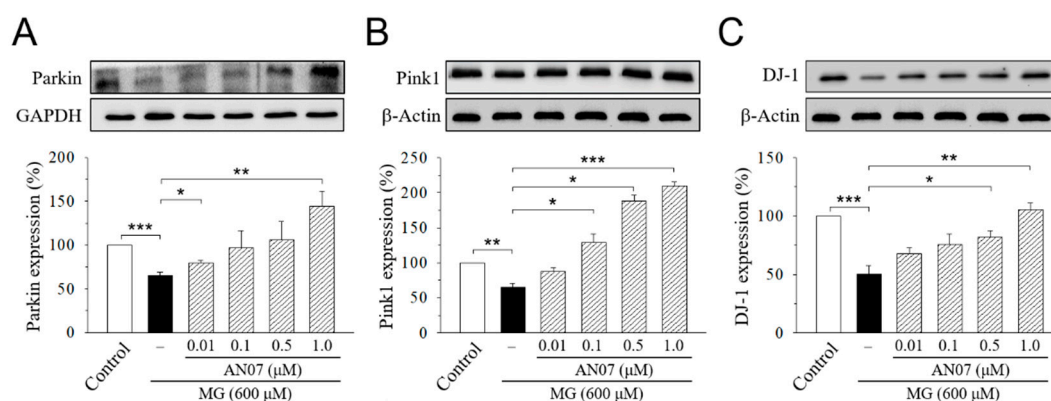 A
Parkin
GAPDH
Parkin expression (%)
200
150
100
50
0
***
*
**
Control
–
0.01
0.1
0.5
1.0
AN07 (μM)
MG (600 μM)
B
Pink1
β-Actin
Pink1 expression (%)
250
200
150
100
50
0
**
*
*
***
Control
–
0.01
0.1
0.5
1.0
AN07 (μM)
MG (600 μM)
C
DJ-1
β-Actin
DJ-1 expression (%)
150
100
50
0
***
*
**
Control
–
0.01
0.1
0.5
1.0
AN07 (μM)
MG (600 μM)